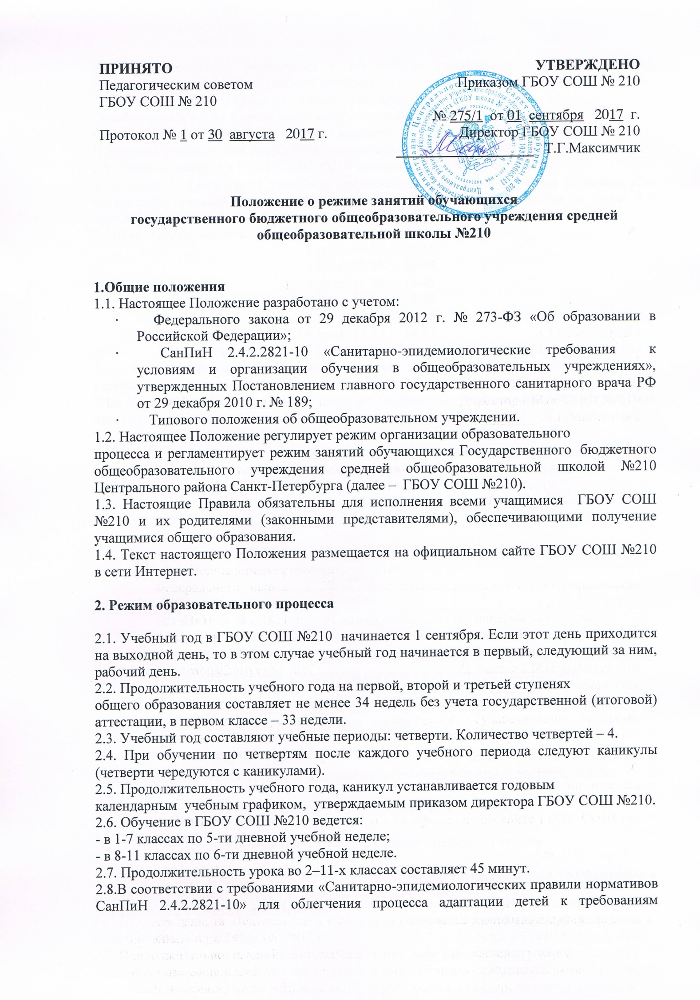 ПРИНЯТО
Педагогическим советом
ГБОУ СОШ № 210
Протокол № 1 от 30 августа 2017 г.
УТВЕРЖДЕНО
Приказом ГБОУ СОШ № 210
№ 275/1 от 01 сентября 2017 г.
Директор ГБОУ СОШ № 210
Т.Г.Максимчик
Положение о режиме занятий обучающихся
государственного бюджетного общеобразовательного учреждения средней
общеобразовательной школы №210
1.Общие положения
1.1. Настоящее Положение разработано с учетом:
· Федерального закона от 29 декабря 2012 г. № 273-ФЗ «Об образовании в
Российской Федерации»;
· СанПиН 2.4.2.2821-10 «Санитарно-эпидемиологические требования к
условиям и организации обучения в общеобразовательных учреждениях»,
утвержденных Постановлением главного государственного санитарного врача РФ
от 29 декабря 2010 г. № 189;
· Типового положения об общеобразовательном учреждении.
1.2. Настоящее Положение регулирует режим организации образовательного
процесса и регламентирует режим занятий обучающихся Государственного бюджетного
общеобразовательного учреждения средней общеобразовательной школой №210
Центрального района Санкт-Петербурга (далее – ГБОУ СОШ №210).
1.3. Настоящие Правила обязательны для исполнения всеми учащимися ГБОУ СОШ
№210 и их родителями (законными представителями), обеспечивающими получение
учащимися общего образования.
1.4. Текст настоящего Положения размещается на официальном сайте ГБОУ СОШ №210
в сети Интернет.
2. Режим образовательного процесса
2.1. Учебный год в ГБОУ СОШ №210 начинается 1 сентября. Если этот день приходится
на выходной день, то в этом случае учебный год начинается в первый, следующий за ним,
рабочий день.
2.2. Продолжительность учебного года на первой, второй и третьей ступенях
общего образования составляет не менее 34 недель без учета государственной (итоговой)
аттестации, в первом классе – 33 недели.
2.3. Учебный год составляют учебные периоды: четверти. Количество четвертей – 4.
2.4. При обучении по четвертям после каждого учебного периода следуют каникулы
(четверти чередуются с каникулами).
2.5. Продолжительность учебного года, каникул устанавливается годовым
календарным учебным графиком, утверждаемым приказом директора ГБОУ СОШ №210.
2.6. Обучение в ГБОУ СОШ №210 ведется:
- в 1-7 классах по 5-ти дневной учебной неделе;
- в 8-11 классах по 6-ти дневной учебной неделе.
2.7. Продолжительность урока во 2–11-х классах составляет 45 минут.
2.8.В соответствии с требованиями «Санитарно-эпидемиологических правили нормативов
СанПиН 2.4.2.2821-10» для облегчения процесса адаптации детей к требованиям